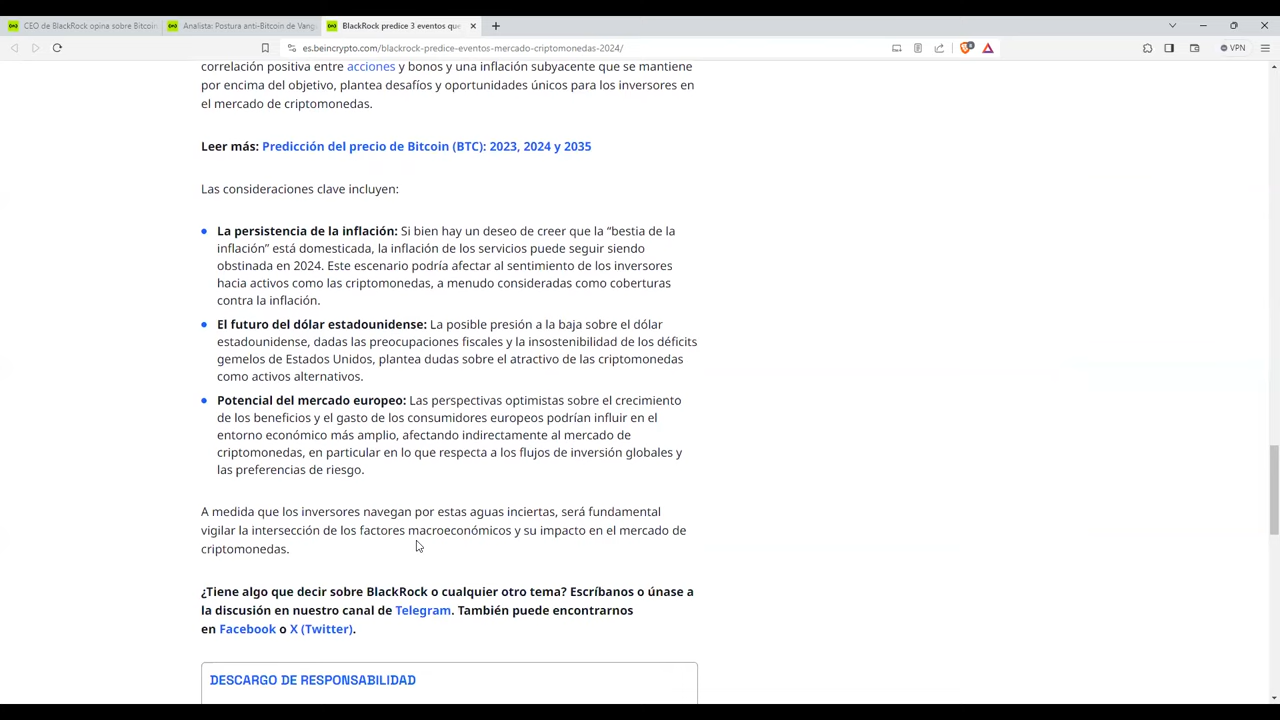 CEO de BlackRock opina sobre Bitcoin
Analista: Postura anti-Bitcoin de Vang
BlackRock predice 3 eventos que
es.beincrypto.com/blackrock-predice-eventos-mercado-criptomonedas-2024/
VPN
correlación positiva entre acciones y bonos y una inflación subyacente que se mantiene
por encima del objetivo, plantea desafíos y oportunidades únicos para los inversores en
el mercado de criptomonedas.
Leer más: Predicción del precio de Bitcoin (BTC): 2023, 2024 y 2035
Las consideraciones clave incluyen:
La persistencia de la inflación: Si bien hay un deseo de creer que la “bestia de la
inflación” está domesticada, la inflación de los servicios puede seguir siendo
obstinada en 2024. Este escenario podría afectar al sentimiento de los inversores
hacia activos como las criptomonedas, a menudo consideradas como coberturas
contra la inflación.
El futuro del dólar estadounidense: La posible presión a la baja sobre el dólar
estadounidense, dadas las preocupaciones fiscales y la insostenibilidad de los déficits
gemelos de Estados Unidos, plantea dudas sobre el atractivo de las criptomonedas
como activos alternativos.
Potencial del mercado europeo: Las perspectivas optimistas sobre el crecimiento
de los beneficios y el gasto de los consumidores europeos podrían influir en el
entorno económico más amplio, afectando indirectamente al mercado de
criptomonedas, en particular en lo que respecta a los flujos de inversión globales y
las preferencias de riesgo.
A medida que los inversores navegan por estas aguas inciertas, será fundamental
vigilar la intersección de los factores macroeconómicos y su impacto en el mercado de
criptomonedas.
¿Tiene algo que decir sobre BlackRock o cualquier otro tema? Escríbanos o únase a
la discusión en nuestro canal de Telegram. También puede encontrarnos
en Facebook o X (Twitter).
DESCARGO DE RESPONSABILIDAD